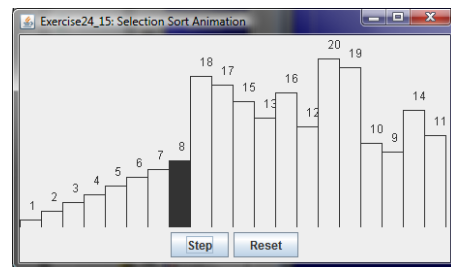 Exercise24_15: Selection Sort Animation
1 2 3 4 5 6 7 8 18 17 15 13 16 12 20 19 10 9 14 11
Step Reset